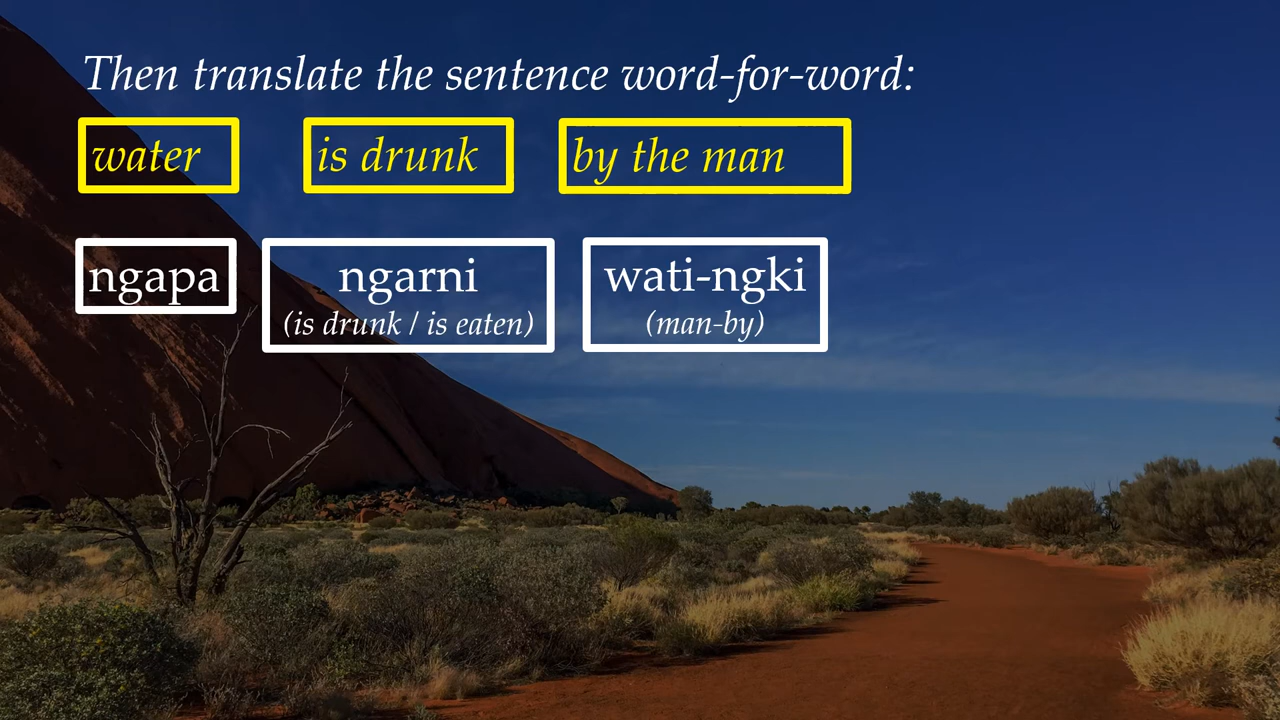 Then translate the sentence word-for-word:
water is drunk by the man
ngapa ngarni wati-ngki
(is drunk / is eaten) (man-by)